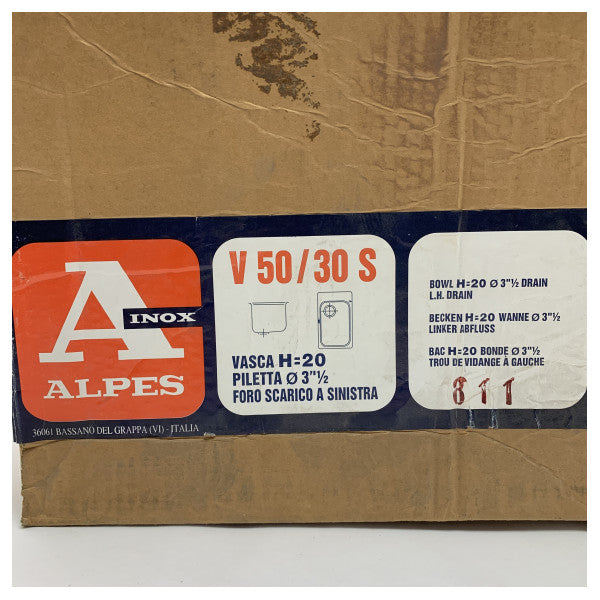 A
INOX
ALPES
36061 BASSANO DEL GRAPPA (VI) - ITALIA
V 50/30 S
VASCA H=20
PILETTA Ø 3"½
FORO SCARICO A SINISTRA
BOWL H=20 Ø 3"½ DRAIN
L.H. DRAIN
BECKEN H=20 WANNE Ø 3"½
LINKER ABFLUSS
BAC H=20 BONDE Ø 3"½
TROU DE VIDANGE À GAUCHE